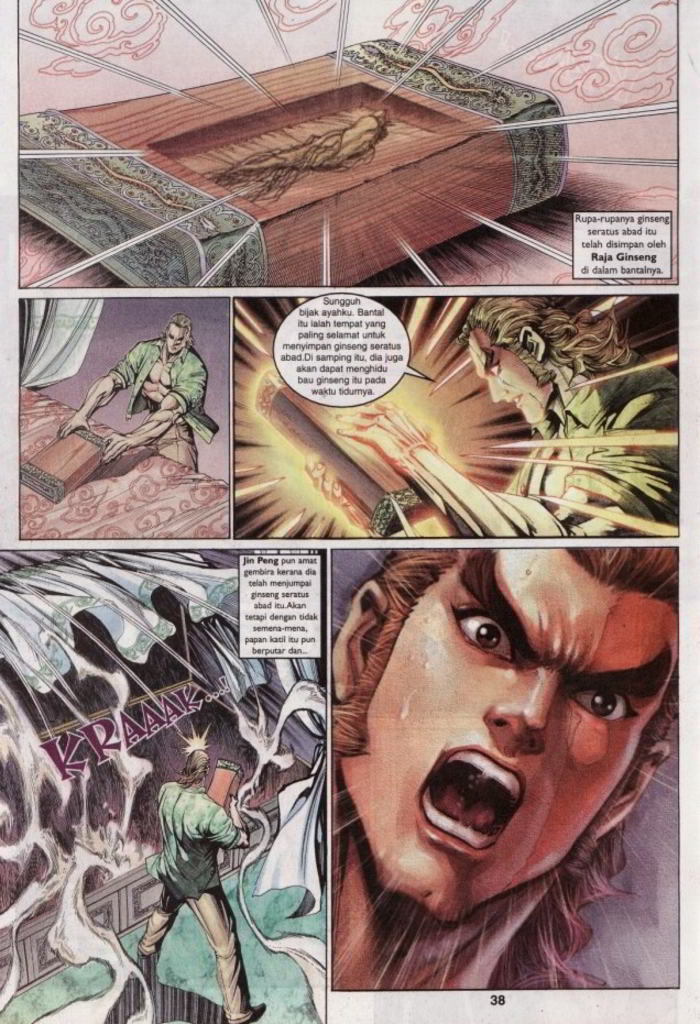 Rupa-rupanya ginseng
seratus abad itu
telah disimpan oleh
Raja Ginseng
di dalam bantalnya.
Sungguh
bijak ayahku. Bantal
itu ialah tempat yang
paling selamat untuk
menyimpan ginseng seratus
abad.Di samping itu, dia juga
akan dapat menghidu
bau ginseng itu pada
waktu tidurnya.
Jin Peng pun amat
gembira kerana dia
telah menjumpai
ginseng seratus
abad itu.Akan
tetapi dengan tidak
semena-mena,
papan katil itu pun
berputar dan...
KRAAAK...!
38